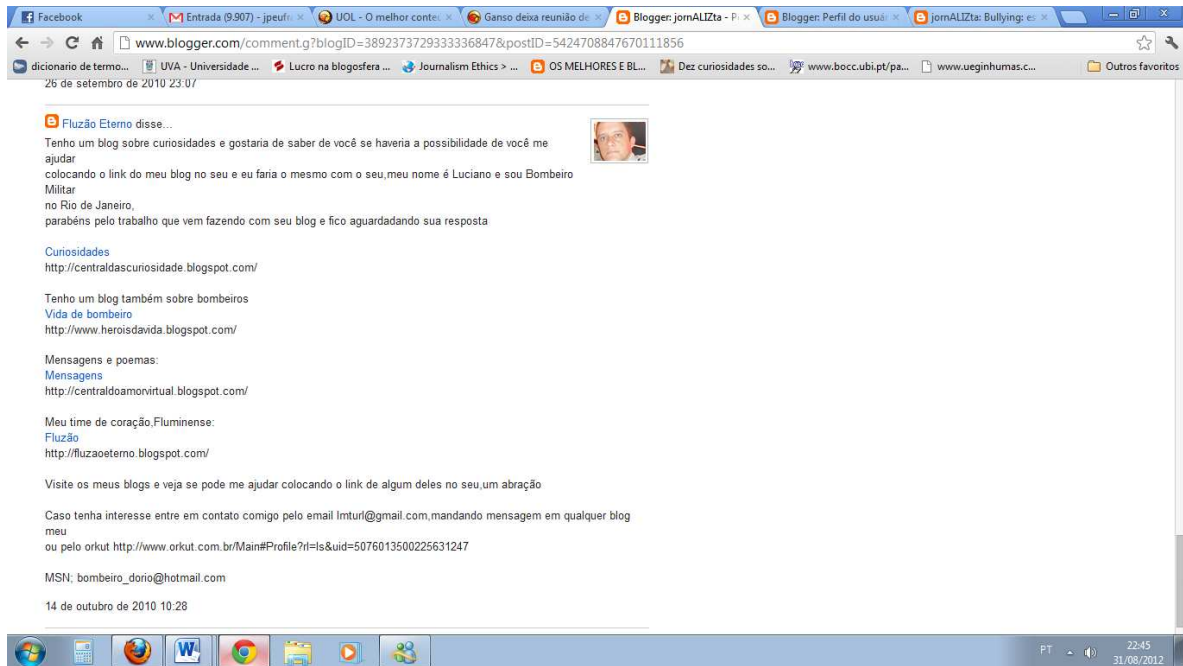 Facebook
Entrada (9.907) - jpeufr
UOL - O melhor conte
Ganso deixa reunião de
Blogger: jornALIZta - P
Blogger: Perfil do usuá
jornALIZta: Bullying: es
www.blogger.com/comment.g?blogID=3892373729333336847&postID=5424708847670111856
dicionario de termo...
UVA - Universidade ...
Lucro na blogosfera ...
Journalism Ethics > ...
OS MELHORES E BL...
Dez curiosidades so...
www.bocc.ubi.pt/pa...
www.ueginhumas.c...
Outros favoritos
26 de setembro de 2010 23:07
Fluzão Eterno disse...
Tenho um blog sobre curiosidades e gostaria de saber de você se haveria a possibilidade de você me
ajudar
colocando o link do meu blog no seu e eu faria o mesmo com o seu,meu nome é Luciano e sou Bombeiro
Militar
no Rio de Janeiro,
parabéns pelo trabalho que vem fazendo com seu blog e fico aguardadando sua resposta
Curiosidades
http://centraldascuriosidade.blogspot.com/
Tenho um blog também sobre bombeiros
Vida de bombeiro
http://www.heroisdavida.blogspot.com/
Mensagens e poemas:
Mensagens
http://centraldoamorvirtual.blogspot.com/
Meu time de coração,Fluminense:
Fluzão
http://fluzaoeterno.blogspot.com/
Visite os meus blogs e veja se pode me ajudar colocando o link de algum deles no seu,um abração
Caso tenha interesse entre em contato comigo pelo email lmturl@gmail.com,mandando mensagem em qualquer blog
meu
ou pelo orkut http://www.orkut.com.br/Main#Profile?rl=ls&uid=5076013500225631247
MSN; bombeiro_dorio@hotmail.com
14 de outubro de 2010 10:28
PT
22:45
31/08/2012